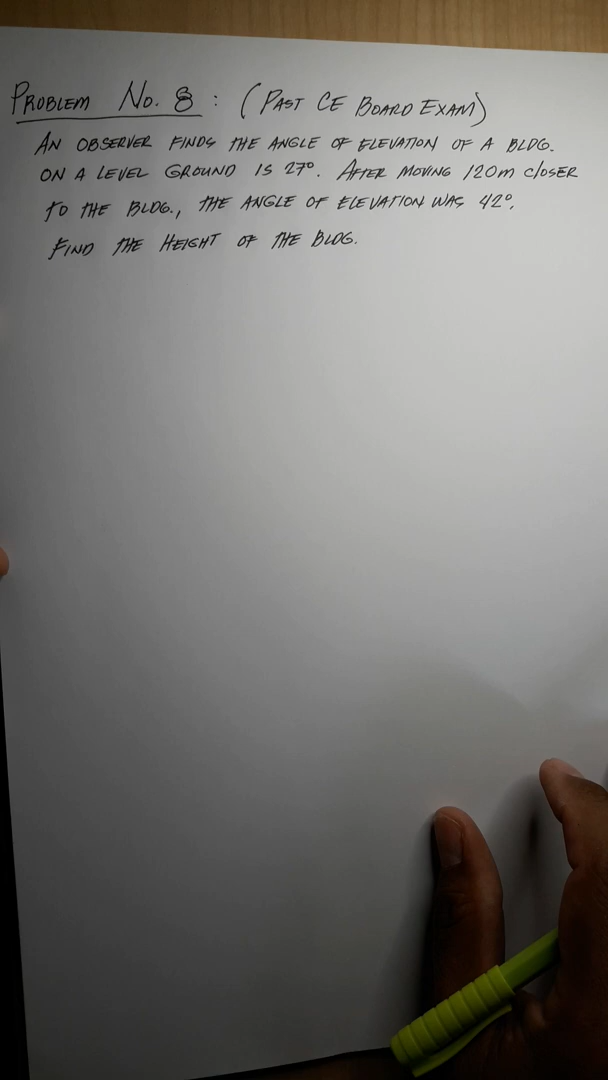 PROBLEM NO. 8 : (PAST CE BOARD EXAM)
AN OBSERVER FINDS THE ANGLE OF ELEVATION OF A BLDG.
ON A LEVEL GROUND IS 27°. AFTER MOVING 120m CLOSER
TO THE BLDG., THE ANGLE OF ELEVATION WAS 42°.
FIND THE HEIGHT OF THE BLDG.